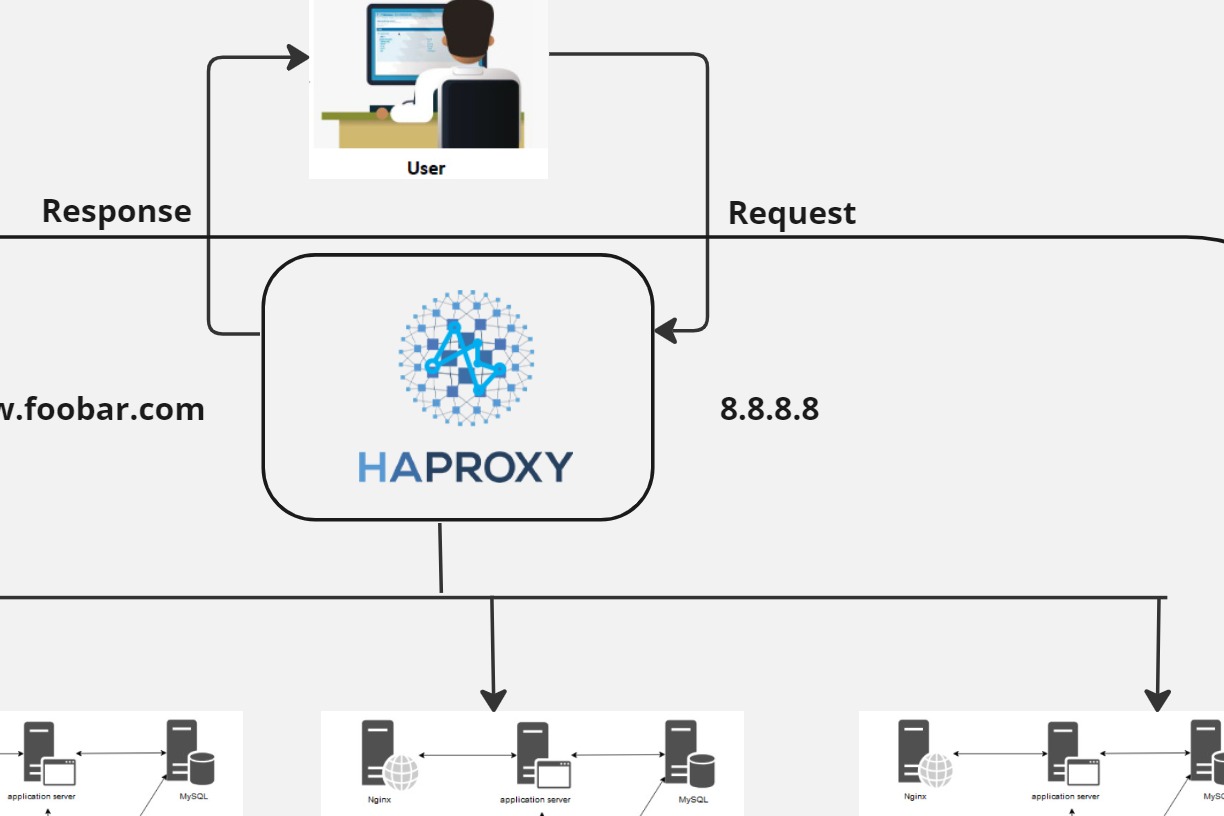 User
Response
Request
w.foobar.com
8.8.8.8
HAPROXY
application server
MySQL
Nginx
application server
MySQL
Nginx
application server
MySQ